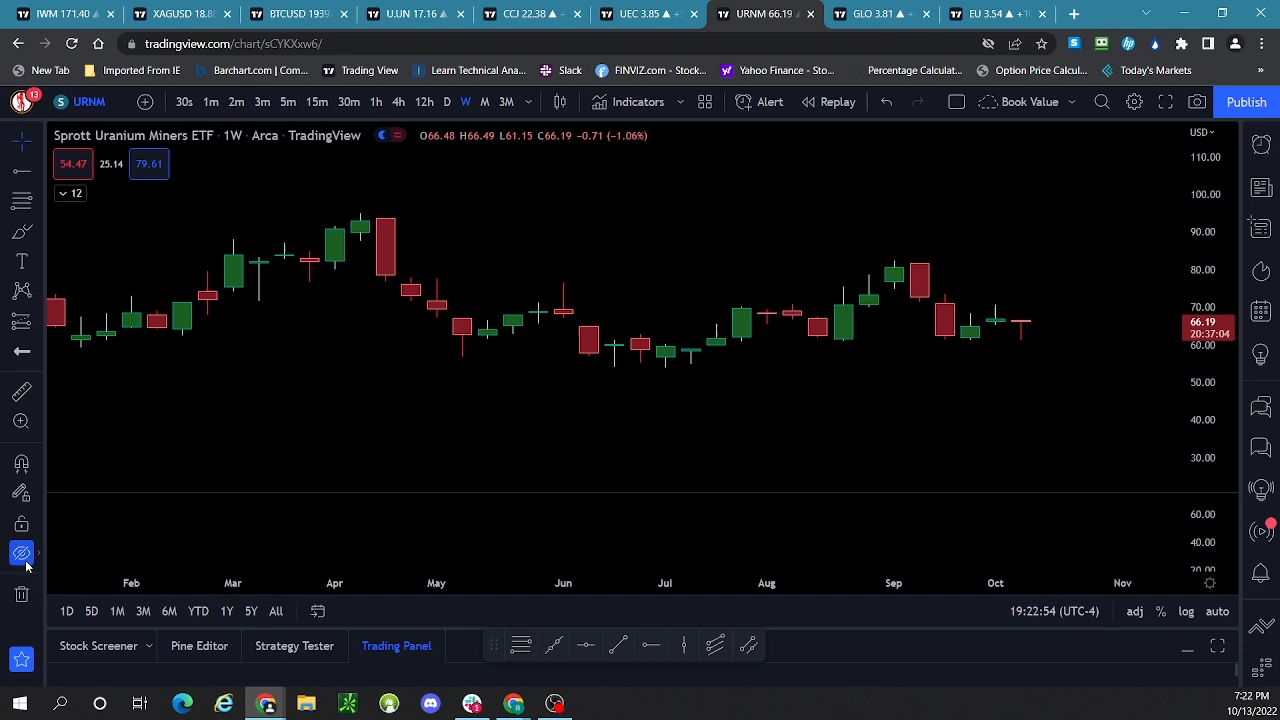 IWM 171.40
XAGUSD 18.88
BTCUSD 19397
U.UN 17.16
CCJ 22.38
UEC 3.85
URNM 66.19
GLO 3.81
EU 3.54
tradingview.com/chart/sCYKXxw6/
New Tab
Imported From IE
Barchart.com | Com...
Trading View
Learn Technical Ana...
Slack
FINVIZ.com - Stock...
Yahoo Finance - Sto...
Percentage Calculat...
Option Price Calcul...
Today's Markets
»
13
S URNM
30s 1m 2m 3m 5m 15m 30m 1h 4h 12h D W M 3M
Indicators
Alert
Replay
Book Value
Publish
Sprott Uranium Miners ETF · 1W · Arca · TradingView
O66.48 H66.49 L61.15 C66.19 −0.71 (−1.06%)
USD
54.47 25.14 79.61
12
110.00
100.00
90.00
80.00
70.00
66.19
20:37:04
60.00
50.00
40.00
30.00
60.00
40.00
20.00
Feb Mar Apr May Jun Jul Aug Sep Oct Nov
1D 5D 1M 3M 6M YTD 1Y 5Y All
19:22:54 (UTC-4) adj % log auto
Stock Screener Pine Editor Strategy Tester Trading Panel
7:22 PM
10/13/2022